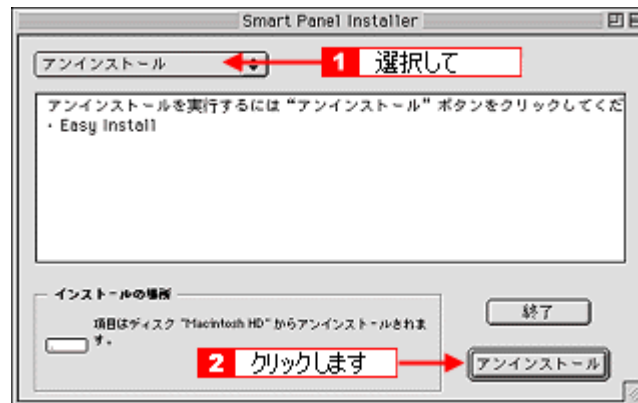 Smart Panel Installer
アンインストール
1 選択して
アンインストールを実行するには“アンインストール”ボタンをクリックしてくだ
・Easy Install
インストールの場所
項目はディスク “Macintosh HD” からアンインストールされま
す。
終了
2 クリックします
アンインストール